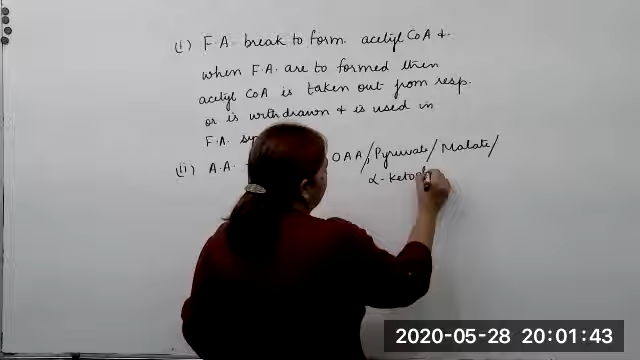 (i) F.A. break to form acetyl CoA &
when F.A. are to formed then
acetyl CoA is taken out from resp.
or is withdrawn & is used in
F.A. sy
(ii) A.A. OAA/Pyruvate/Malate/
α-keto
2020-05-28 20:01:43